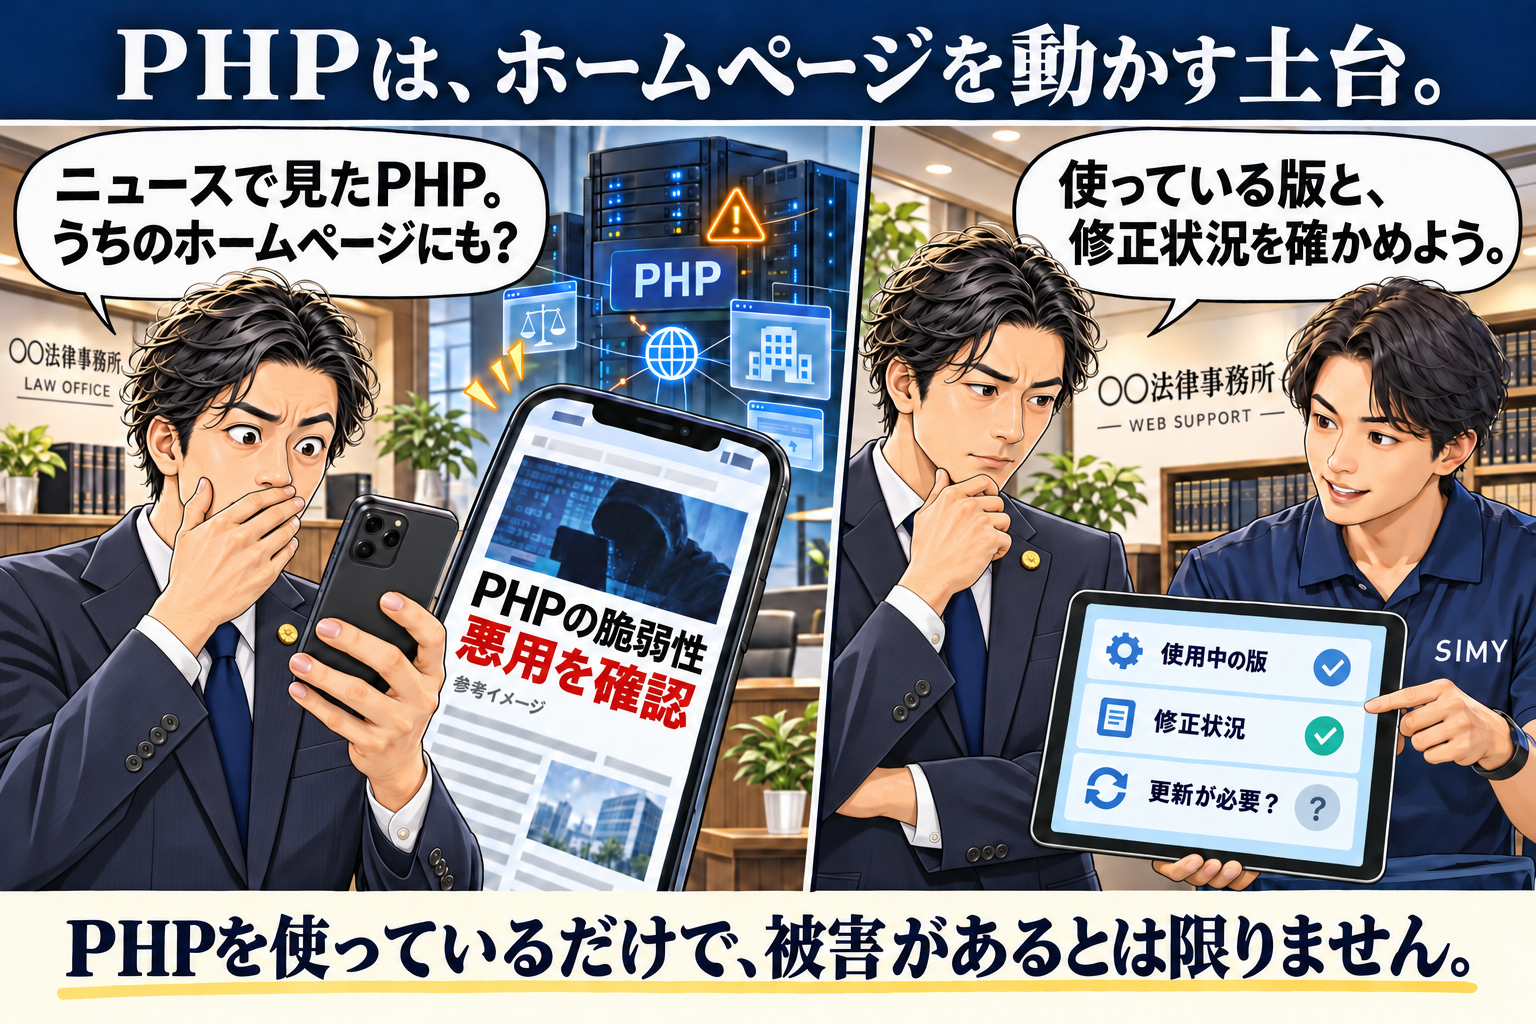 PHPは、ホームページを動かす土台。
ニュースで見たPHP。
うちのホームページにも?
〇〇法律事務所
LAW OFFICE
PHP
PHPの脆弱性
悪用を確認
参考イメージ
使っている版と、
修正状況を確かめよう。
〇〇法律事務所
WEB SUPPORT
SIMY
使用中の版
修正状況
更新が必要?
?
PHPを使っているだけで、被害があるとは限りません。